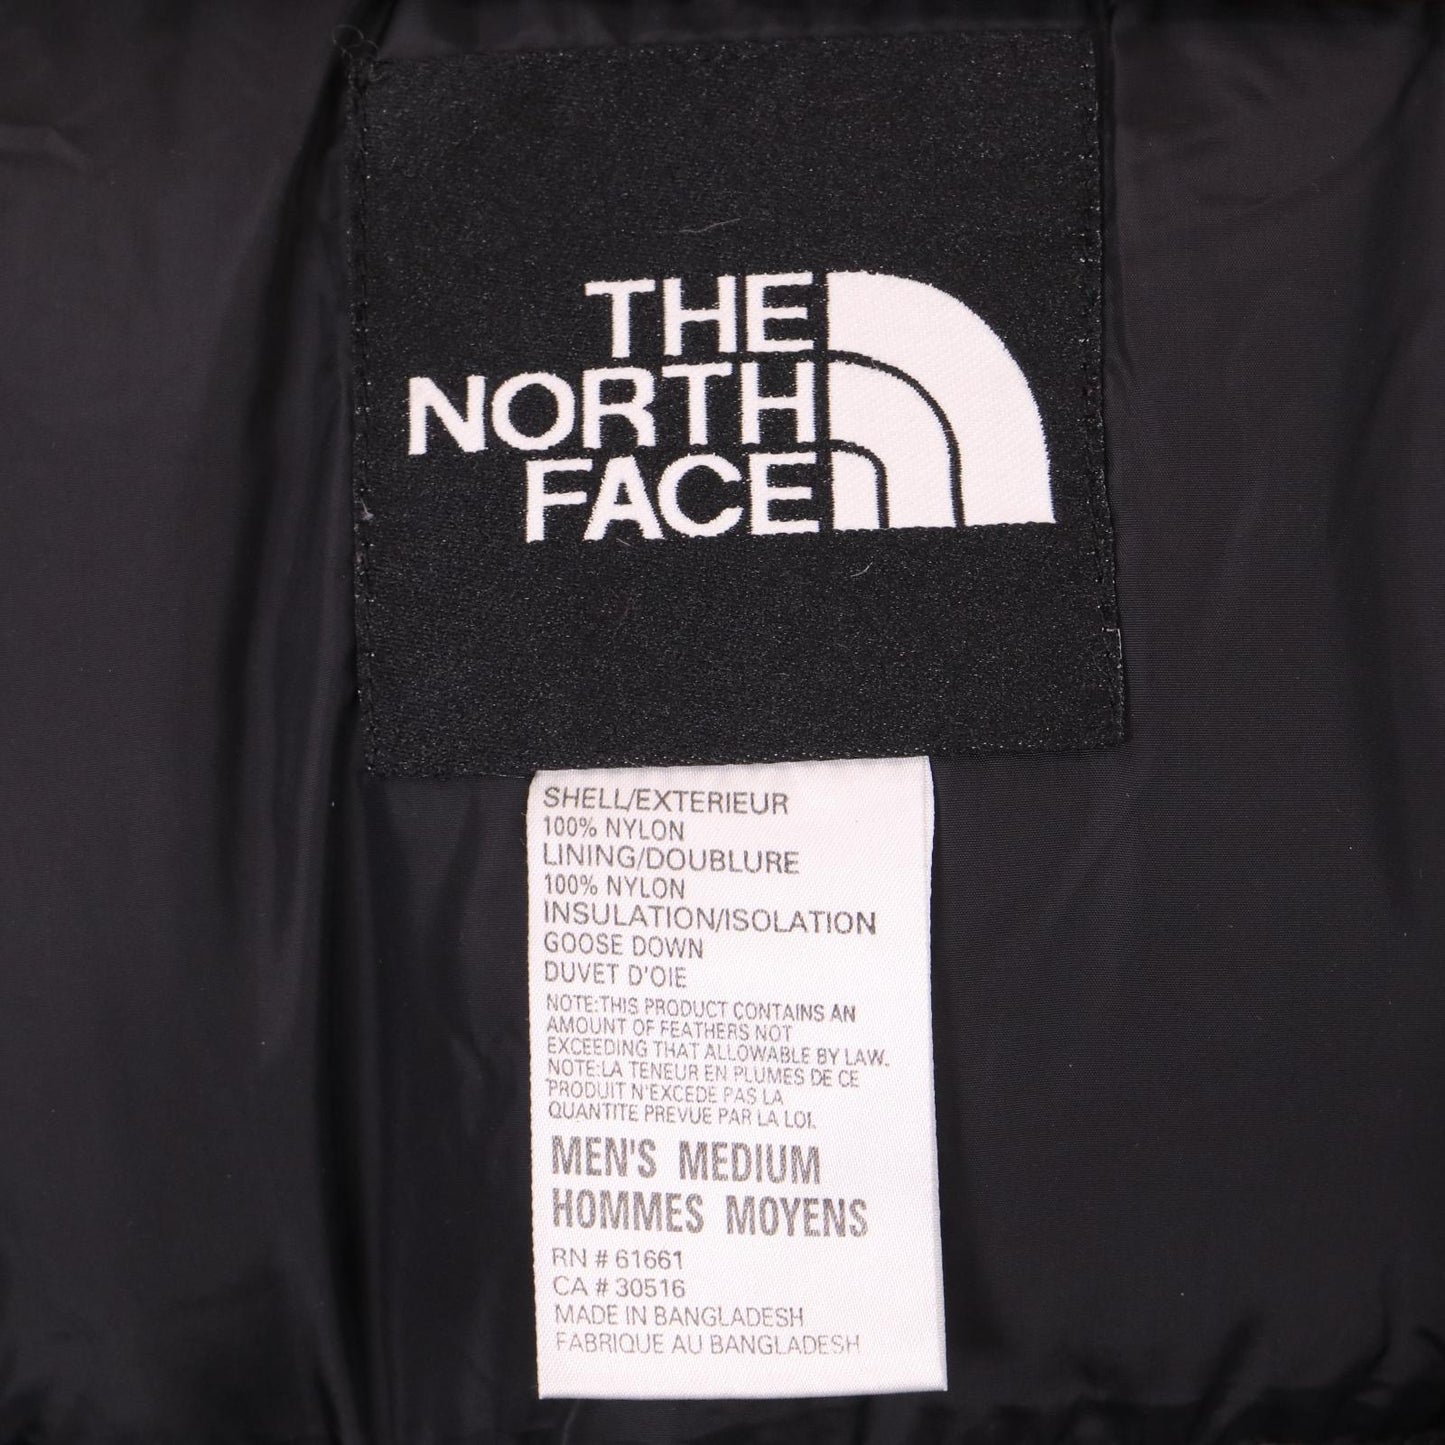 THE
NORTH
FACE
SHELL/EXTERIEUR
100% NYLON
LINING/DOUBLURE
100% NYLON
INSULATION/ISOLATION
GOOSE DOWN
DUVET D'OIE
NOTE:THIS PRODUCT CONTAINS AN
AMOUNT OF FEATHERS NOT
EXCEEDING THAT ALLOWABLE BY LAW.
NOTE:LA TENEUR EN PLUMES DE CE
PRODUIT N'EXCEDE PAS LA
QUANTITE PREVUE PAR LA LOI.
MEN'S MEDIUM
HOMMES MOYENS
RN # 61661
CA # 30516
MADE IN BANGLADESH
FABRIQUE AU BANGLADESH